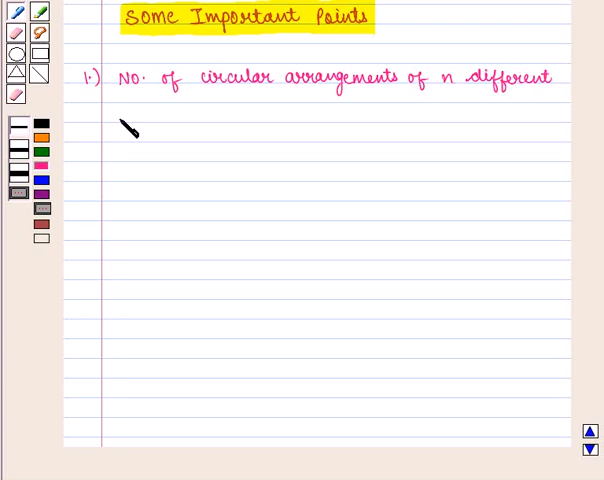 Some Important Points
1.) No. of circular arrangements of n different